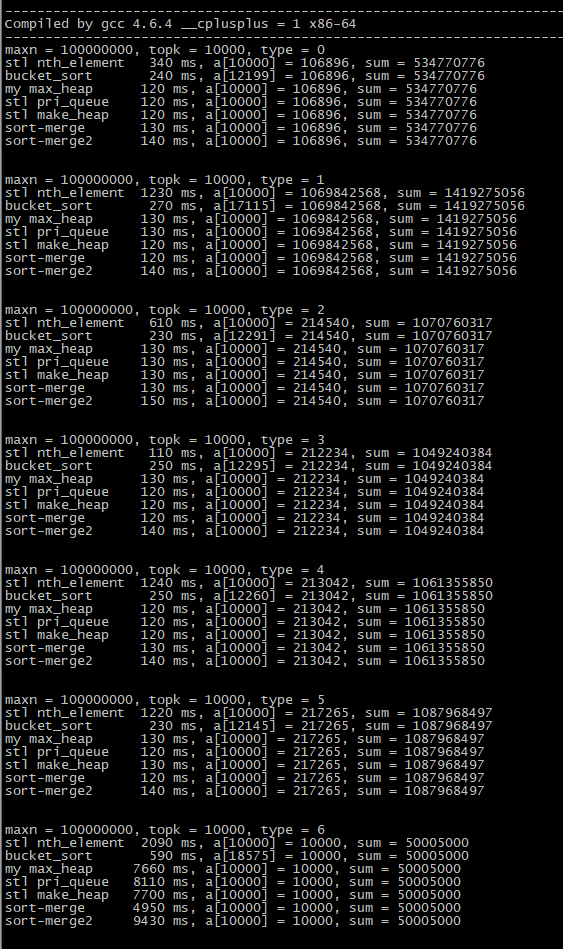 --------------------------------------------------------------------
Compiled by gcc 4.6.4 __cplusplus = 1 x86-64
--------------------------------------------------------------------
maxn = 100000000, topk = 10000, type = 0
stl nth_element   340 ms, a[10000] = 106896, sum = 534770776
bucket_sort       240 ms, a[12199] = 106896, sum = 534770776
my max_heap      120 ms, a[10000] = 106896, sum = 534770776
stl pri_queue    120 ms, a[10000] = 106896, sum = 534770776
stl make_heap    120 ms, a[10000] = 106896, sum = 534770776
sort-merge       130 ms, a[10000] = 106896, sum = 534770776
sort-merge2      140 ms, a[10000] = 106896, sum = 534770776
maxn = 100000000, topk = 10000, type = 1
stl nth_element  1230 ms, a[10000] = 1069842568, sum = 1419275056
bucket_sort       270 ms, a[17115] = 1069842568, sum = 1419275056
my max_heap      130 ms, a[10000] = 1069842568, sum = 1419275056
stl pri_queue    130 ms, a[10000] = 1069842568, sum = 1419275056
stl make_heap    120 ms, a[10000] = 1069842568, sum = 1419275056
sort-merge       120 ms, a[10000] = 1069842568, sum = 1419275056
sort-merge2      140 ms, a[10000] = 1069842568, sum = 1419275056
maxn = 100000000, topk = 10000, type = 2
stl nth_element   610 ms, a[10000] = 214540, sum = 1070760317
bucket_sort       230 ms, a[12291] = 214540, sum = 1070760317
my max_heap      130 ms, a[10000] = 214540, sum = 1070760317
stl pri_queue    130 ms, a[10000] = 214540, sum = 1070760317
stl make_heap    130 ms, a[10000] = 214540, sum = 1070760317
sort-merge       130 ms, a[10000] = 214540, sum = 1070760317
sort-merge2      150 ms, a[10000] = 214540, sum = 1070760317
maxn = 100000000, topk = 10000, type = 3
stl nth_element   110 ms, a[10000] = 212234, sum = 1049240384
bucket_sort       250 ms, a[12295] = 212234, sum = 1049240384
my max_heap      130 ms, a[10000] = 212234, sum = 1049240384
stl pri_queue    120 ms, a[10000] = 212234, sum = 1049240384
stl make_heap    120 ms, a[10000] = 212234, sum = 1049240384
sort-merge       120 ms, a[10000] = 212234, sum = 1049240384
sort-merge2      140 ms, a[10000] = 212234, sum = 1049240384
maxn = 100000000, topk = 10000, type = 4
stl nth_element  1240 ms, a[10000] = 213042, sum = 1061355850
bucket_sort       250 ms, a[12260] = 213042, sum = 1061355850
my max_heap      120 ms, a[10000] = 213042, sum = 1061355850
stl pri_queue    120 ms, a[10000] = 213042, sum = 1061355850
stl make_heap    120 ms, a[10000] = 213042, sum = 1061355850
sort-merge       130 ms, a[10000] = 213042, sum = 1061355850
sort-merge2      140 ms, a[10000] = 213042, sum = 1061355850
maxn = 100000000, topk = 10000, type = 5
stl nth_element  1220 ms, a[10000] = 217265, sum = 1087968497
bucket_sort       230 ms, a[12145] = 217265, sum = 1087968497
my max_heap      130 ms, a[10000] = 217265, sum = 1087968497
stl pri_queue    120 ms, a[10000] = 217265, sum = 1087968497
stl make_heap    130 ms, a[10000] = 217265, sum = 1087968497
sort-merge       120 ms, a[10000] = 217265, sum = 1087968497
sort-merge2      140 ms, a[10000] = 217265, sum = 1087968497
maxn = 100000000, topk = 10000, type = 6
stl nth_element  2090 ms, a[10000] = 10000, sum = 50005000
bucket_sort       590 ms, a[18575] = 10000, sum = 50005000
my max_heap     7660 ms, a[10000] = 10000, sum = 50005000
stl pri_queue   8110 ms, a[10000] = 10000, sum = 50005000
stl make_heap   7700 ms, a[10000] = 10000, sum = 50005000
sort-merge      4950 ms, a[10000] = 10000, sum = 50005000
sort-merge2     9430 ms, a[10000] = 10000, sum = 50005000